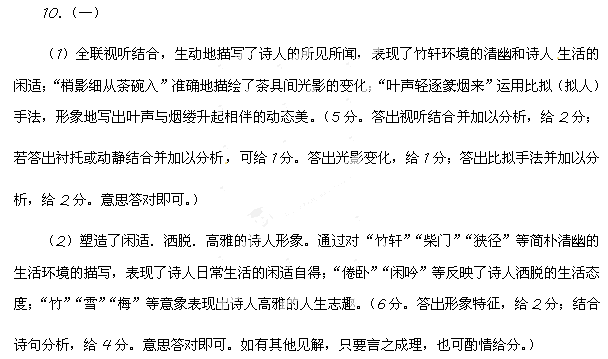 10.（一）
（1）全联视听结合，生动地描写了诗人的所见所闻，表现了竹轩环境的清幽和诗人生活的
闲适；“梢影细从茶碗入”准确地描绘了茶具间光影的变化；“叶声轻逐篆烟来”运用比拟（拟人）
手法，形象地写出叶声与烟缕升起相伴的动态美。（5分。答出视听结合并加以分析，给2分；
若答出衬托或动静结合并加以分析，可给1分。答出光影变化，给1分；答出比拟手法并加以分
析，给2分。意思答对即可。）
（2）塑造了闲适．洒脱．高雅的诗人形象。通过对“竹轩”“柴门”“狭径”等简朴清幽的
生活环境的描写，表现了诗人日常生活的闲适自得；“倦卧”“闲吟”等反映了诗人洒脱的生活态
度；“竹”“雪”“梅”等意象表现出诗人高雅的人生志趣。（6分。答出形象特征，给2分；结合
诗句分析，给4分。意思答对即可。如有其他见解，只要言之成理，也可酌情给分。）